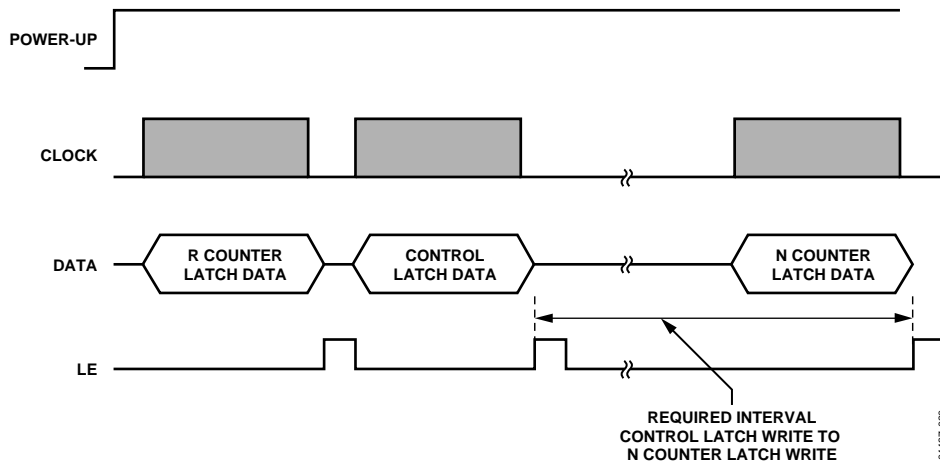 POWER-UP
CLOCK
DATA
R COUNTER
LATCH DATA
CONTROL
LATCH DATA
N COUNTER
LATCH DATA
LE
REQUIRED INTERVAL
CONTROL LATCH WRITE TO
N COUNTER LATCH WRITE